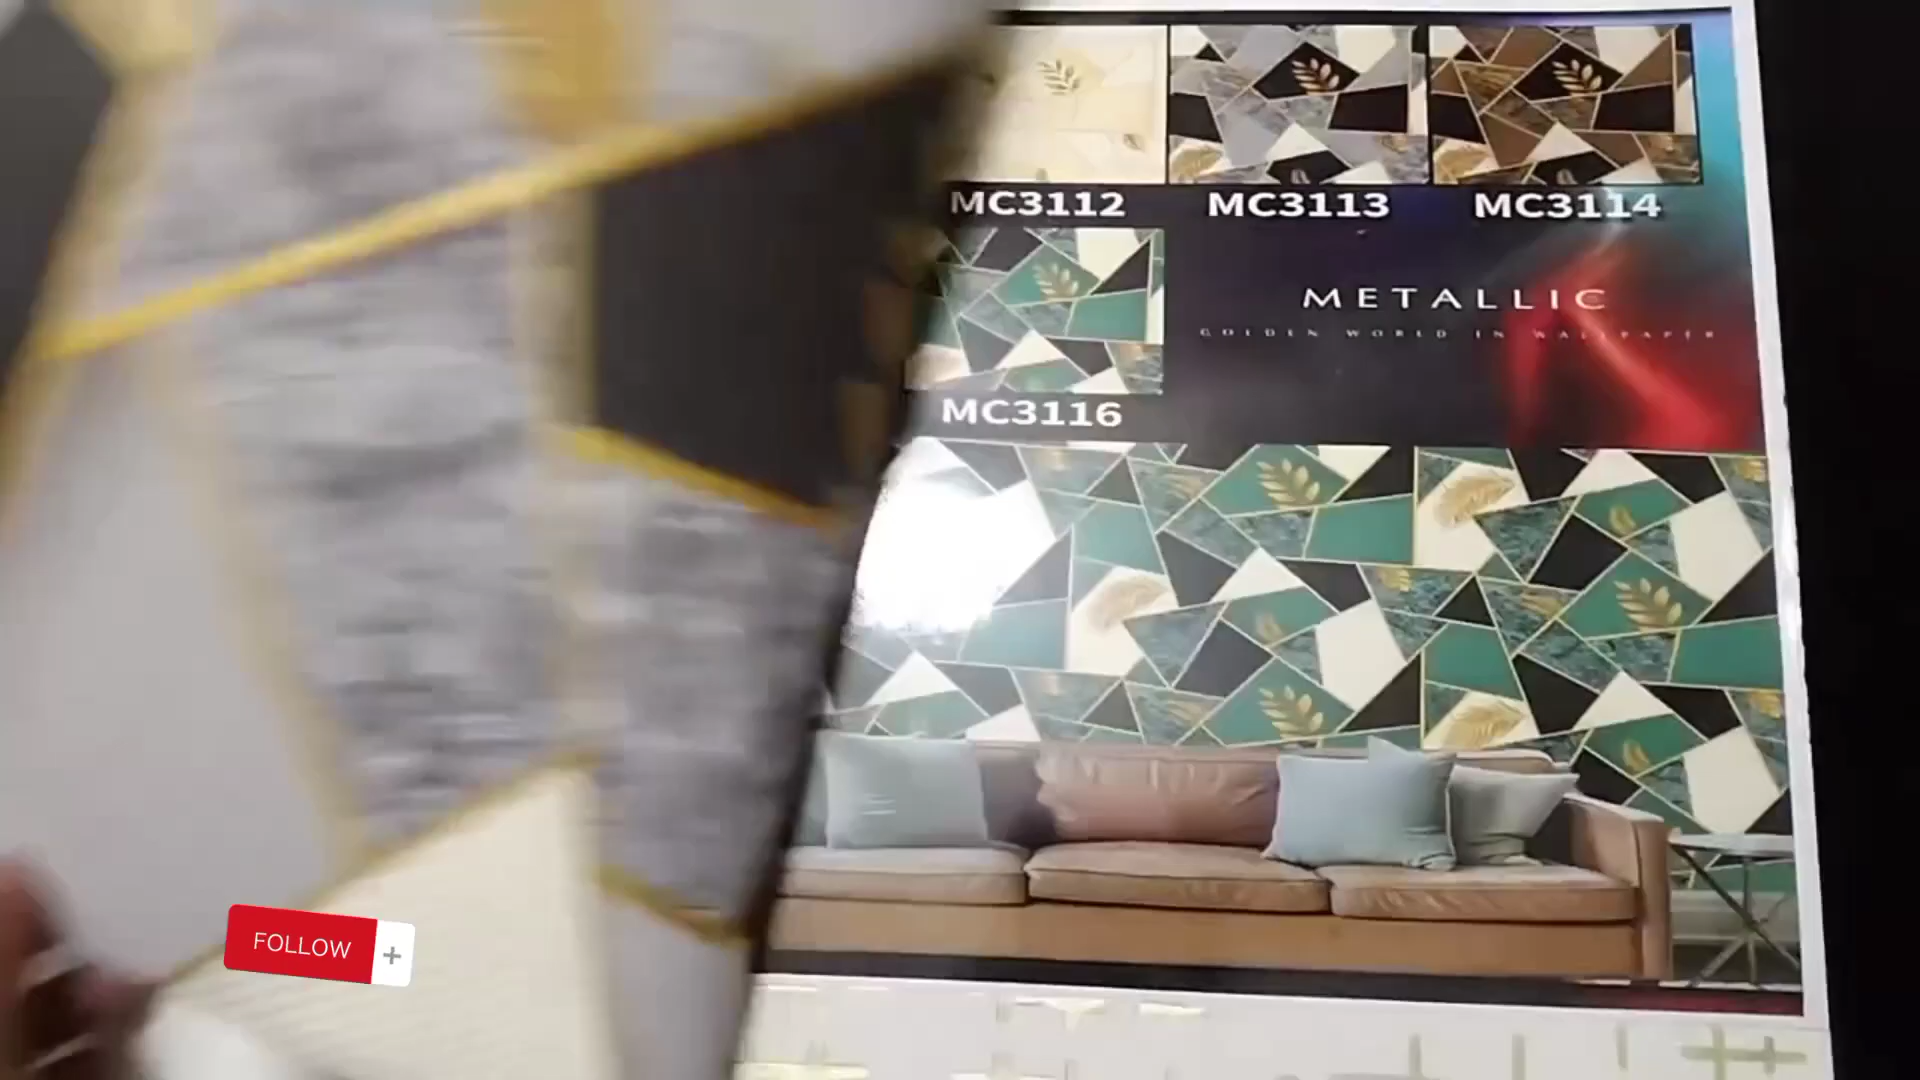 MC3112
MC3113
MC3114
METALLIC
GOLDEN WORLD IN WALLPAPER
MC3116
FOLLOW +